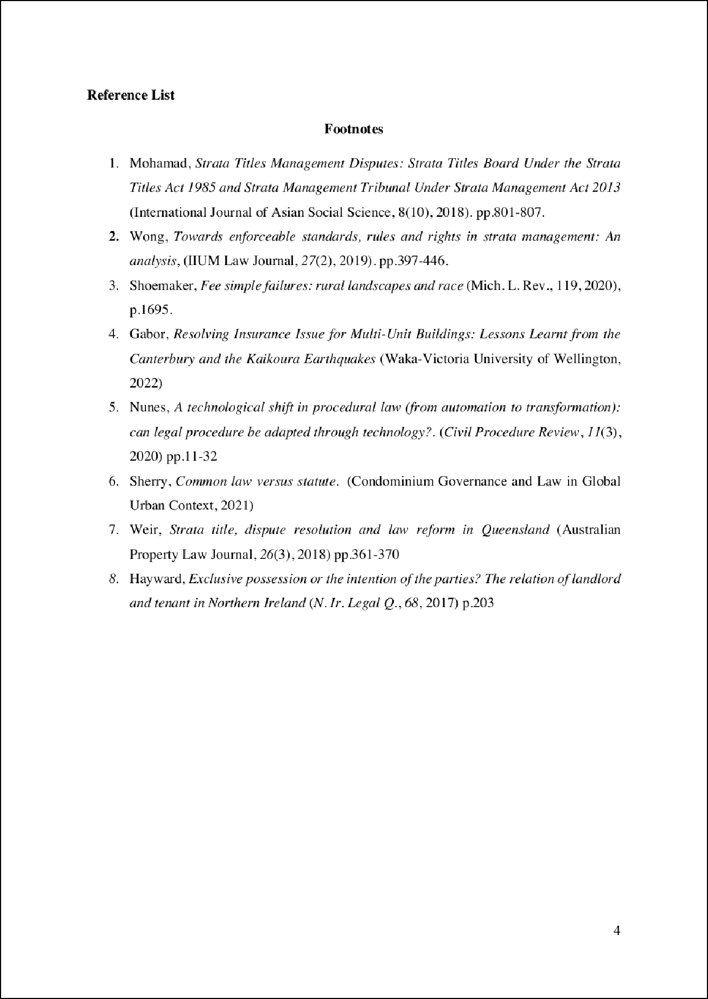 Reference List
Footnotes
1. Mohamad, Strata Titles Management Disputes: Strata Titles Board Under the Strata
Titles Act 1985 and Strata Management Tribunal Under Strata Management Act 2013
(International Journal of Asian Social Science, 8(10), 2018). pp.801-807.
2. Wong, Towards enforceable standards, rules and rights in strata management: An
analysis, (IIUM Law Journal, 27(2), 2019). pp.397-446.
3. Shoemaker, Fee simple failures: rural landscapes and race (Mich. L. Rev., 119, 2020),
p.1695.
4. Gabor, Resolving Insurance Issue for Multi-Unit Buildings: Lessons Learnt from the
Canterbury and the Kaikoura Earthquakes (Waka-Victoria University of Wellington,
2022)
5. Nunes, A technological shift in procedural law (from automation to transformation):
can legal procedure be adapted through technology?. (Civil Procedure Review, 11(3),
2020) pp.11-32
6. Sherry, Common law versus statute. (Condominium Governance and Law in Global
Urban Context, 2021)
7. Weir, Strata title, dispute resolution and law reform in Queensland (Australian
Property Law Journal, 26(3), 2018) pp.361-370
8. Hayward, Exclusive possession or the intention of the parties? The relation of landlord
and tenant in Northern Ireland (N. Ir. Legal Q., 68, 2017) p.203
4